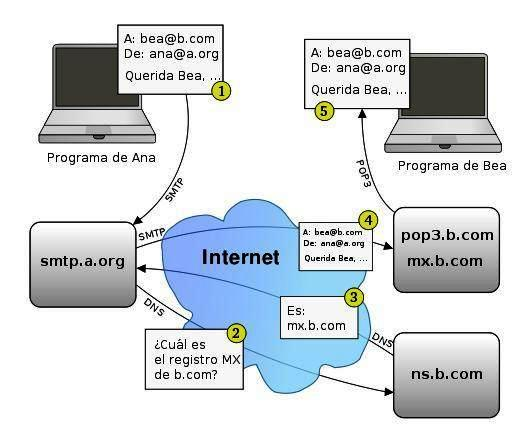 A: bea@b.com
De: ana@a.org
Querida Bea, ...
1
Programa de Ana
A: bea@b.com
De: ana@a.org
Querida Bea, ...
5
Programa de Bea
SMTP
POP3
smtp.a.org
SMTP
Internet
A: bea@b.com
De: ana@a.org
Querida Bea, ...
4
pop3.b.com
mx.b.com
DNS
¿Cuál es
el registro MX
de b.com?
2
Es:
mx.b.com
3
DNS
ns.b.com